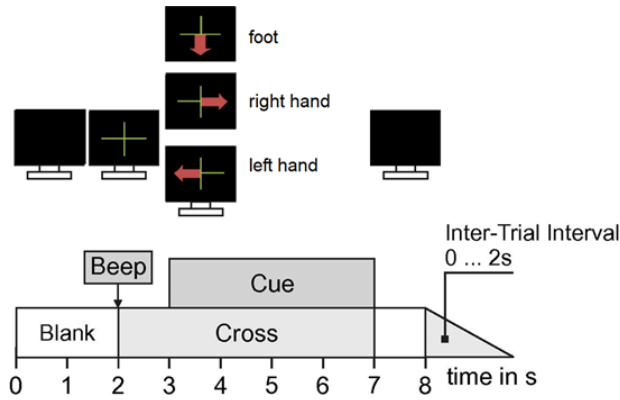 foot
right hand
left hand
Inter-Trial Interval
0 ... 2s
Beep
Cue
Blank
Cross
0 1 2 3 4 5 6 7 8 time in s